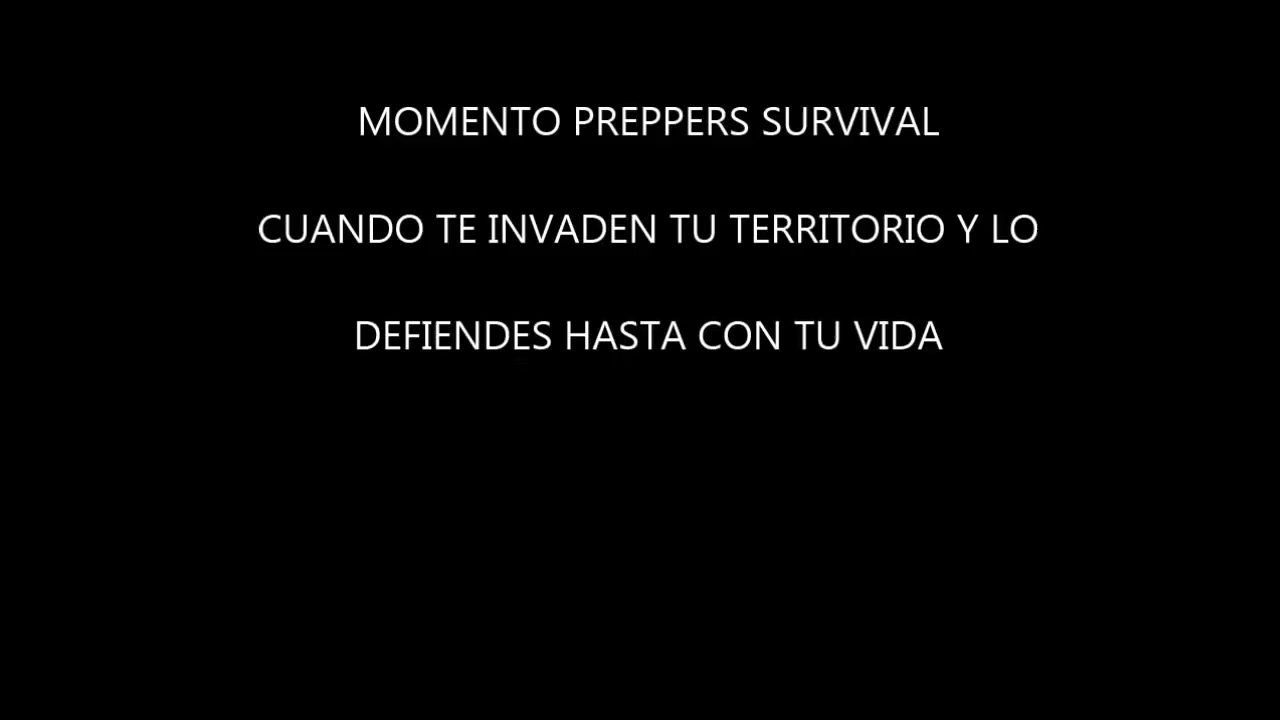 MOMENTO PREPPERS SURVIVAL
CUANDO TE INVADEN TU TERRITORIO Y LO
DEFIENDES HASTA CON TU VIDA